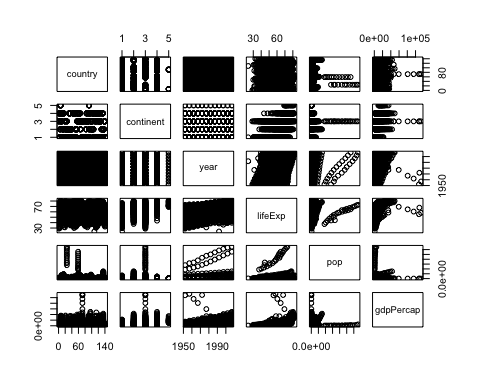 1 3 5 30 60 0e+00 1e+05
country 0 80
5 3 1 continent
year 1950
70 30 lifeExp
pop 0.0e+00
0e+00 gdpPercap
0 60 140 1950 1990 0.0e+00